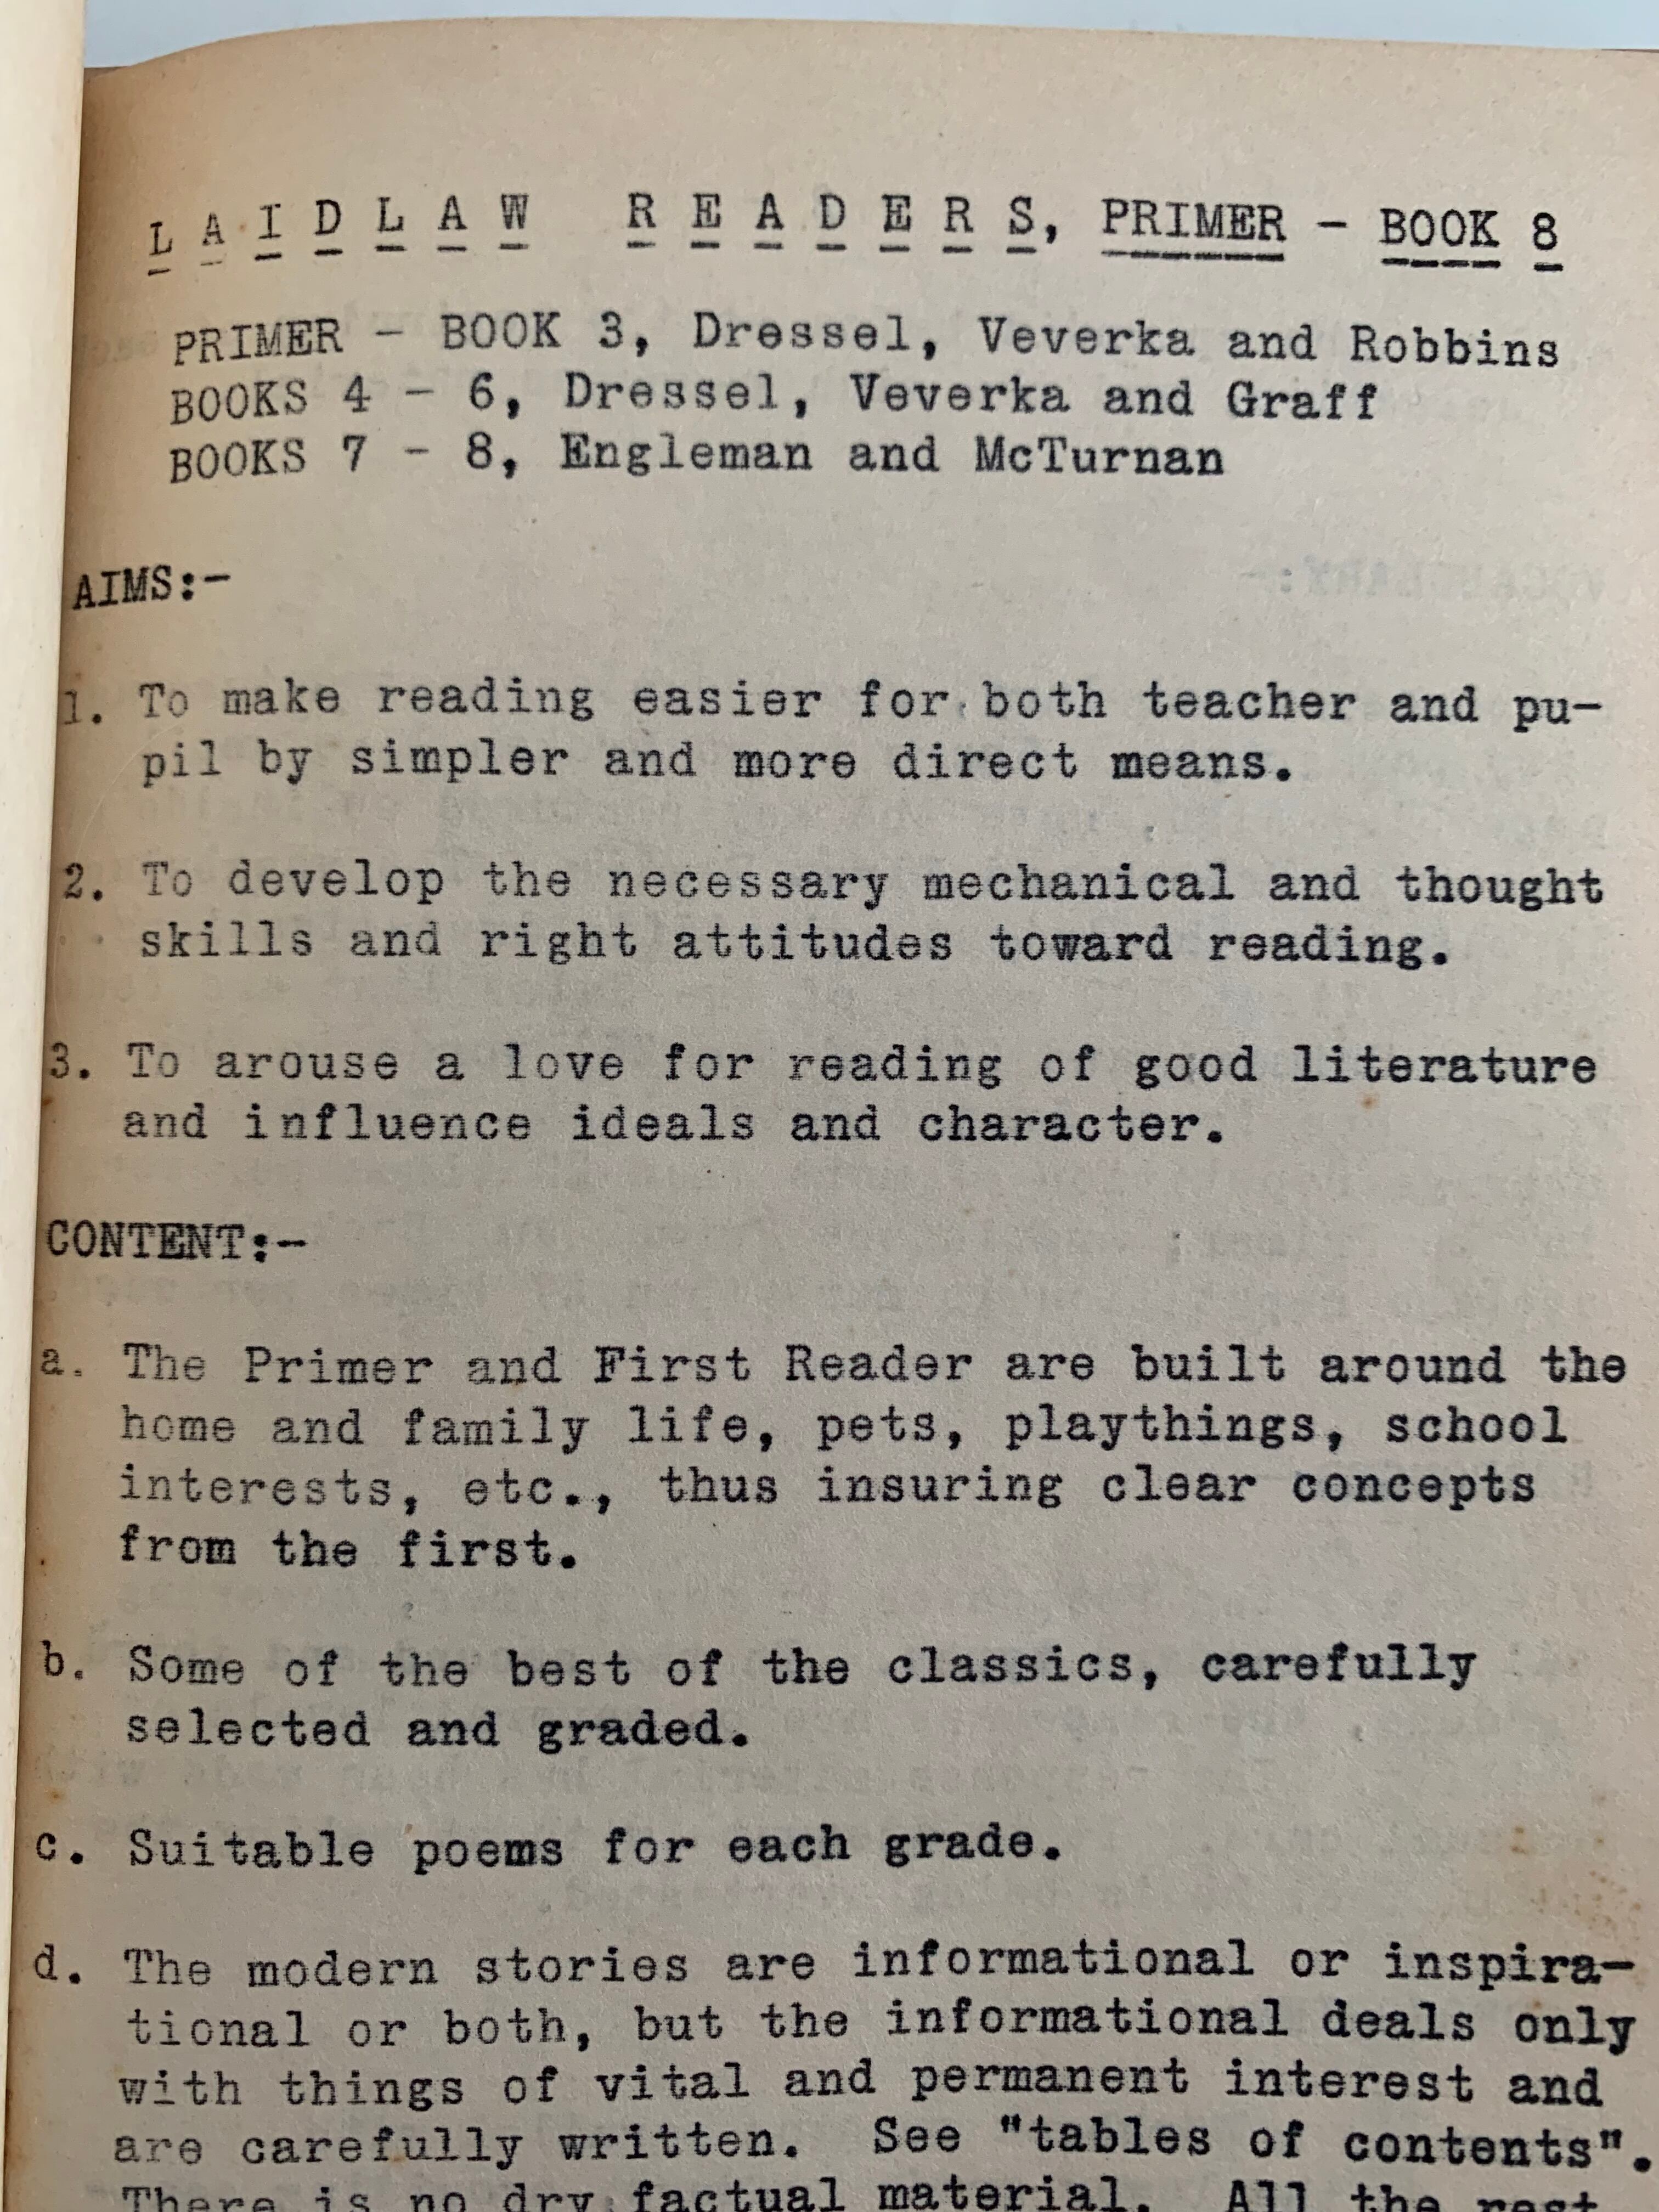 LAIDLAW READERS, PRIMER - BOOK 8
PRIMER - BOOK 3, Dressel, Veverka and Robbins
BOOKS 4 - 6, Dressel, Veverka and Graff
BOOKS 7 - 8, Engleman and McTurnan
AIMS:-
1. To make reading easier for both teacher and pu-
pil by simpler and more direct means.
2. To develop the necessary mechanical and thought
skills and right attitudes toward reading.
3. To arouse a love for reading of good literature
and influence ideals and character.
CONTENT:-
a. The Primer and First Reader are built around the
home and family life, pets, playthings, school
interests, etc., thus insuring clear concepts
from the first.
b. Some of the best of the classics, carefully
selected and graded.
c. Suitable poems for each grade.
d. The modern stories are informational or inspira-
tional or both, but the informational deals only
with things of vital and permanent interest and
are carefully written. See "tables of contents".
There is no dry factual material. All the rest